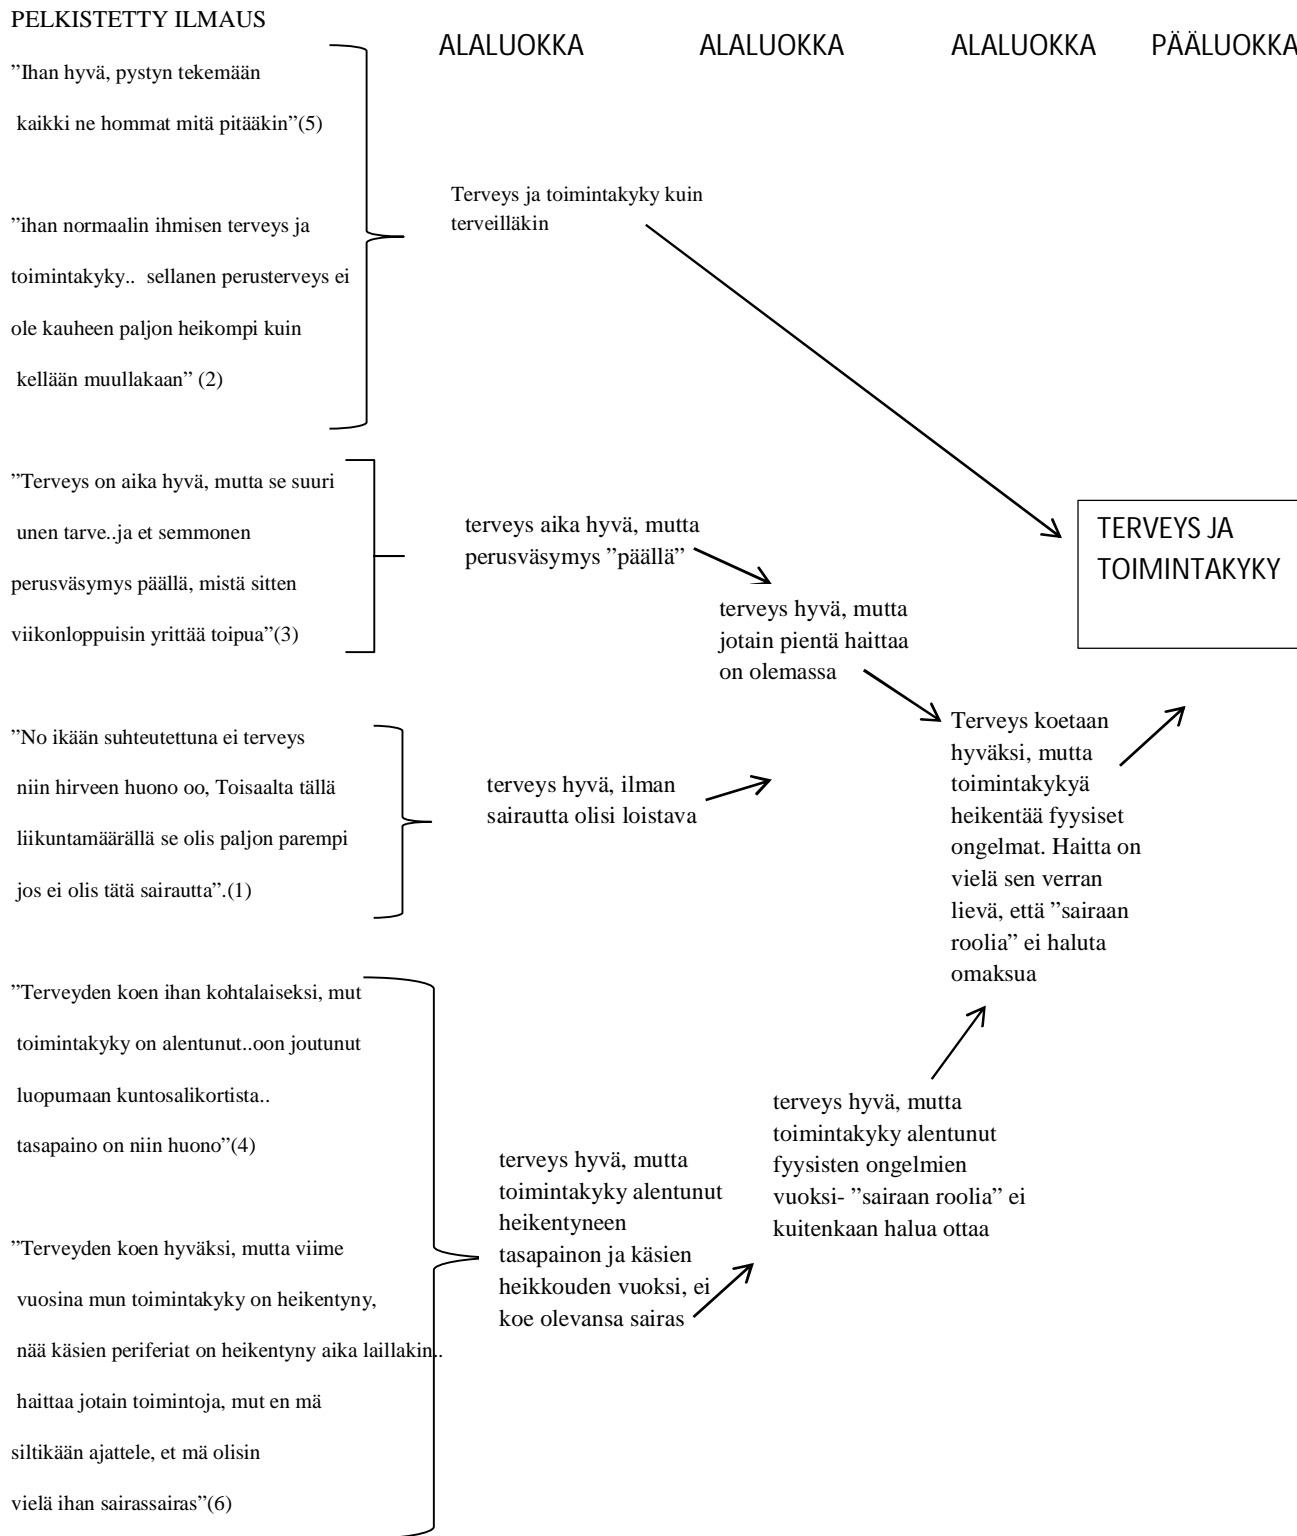 PELKISTETTY ILMAUS
ALALUOKKA
ALALUOKKA
ALALUOKKA
PÄÄLUOKKA
”Ihan hyvä, pystyn tekemään
kaikki ne hommat mitä pitääkin”(5)
”ihan normaalin ihmisen terveys ja
toimintakyky.. sellanen perusterveys ei
ole kauheen paljon heikompi kuin
kellään muullakaan” (2)
Terveys ja toimintakyky kuin
terveilläkin
”Terveys on aika hyvä, mutta se suuri
unen tarve..ja et semmonen
perusväsymys päällä, mistä sitten
viikonloppuisin yrittää toipua”(3)
terveys aika hyvä, mutta
perusväsymys ”päällä”
TERVEYS JA
TOIMINTAKYKY
terveys hyvä, mutta
jotain pientä haittaa
on olemassa
”No ikään suhteutettuna ei terveys
niin hirveen huono oo, Toisaalta tällä
liikuntamäärällä se olis paljon parempi
jos ei olis tätä sairautta”.(1)
terveys hyvä, ilman
sairautta olisi loistava
Terveys koetaan
hyväksi, mutta
toimintakykyä
heikentää fyysiset
ongelmat. Haitta on
vielä sen verran
lievä, että ”sairaan
roolia” ei haluta
omaksua
”Terveyden koen ihan kohtalaiseksi, mut
toimintakyky on alentunut..oon joutunut
luopumaan kuntosalikortista..
tasapaino on niin huono”(4)
”Terveyden koen hyväksi, mutta viime
vuosina mun toimintakyky on heikentyny,
nää käsien periferiat on heikentyny aika laillakin..
haittaa jotain toimintoja, mut en mä
siltikään ajattele, et mä olisin
vielä ihan sairassairas”(6)
terveys hyvä, mutta
toimintakyky alentunut
heikentyneen
tasapainon ja käsien
heikkouden vuoksi, ei
koe olevansa sairas
terveys hyvä, mutta
toimintakyky alentunut
fyysisten ongelmien
vuoksi- ”sairaan roolia” ei
kuitenkaan halua ottaa